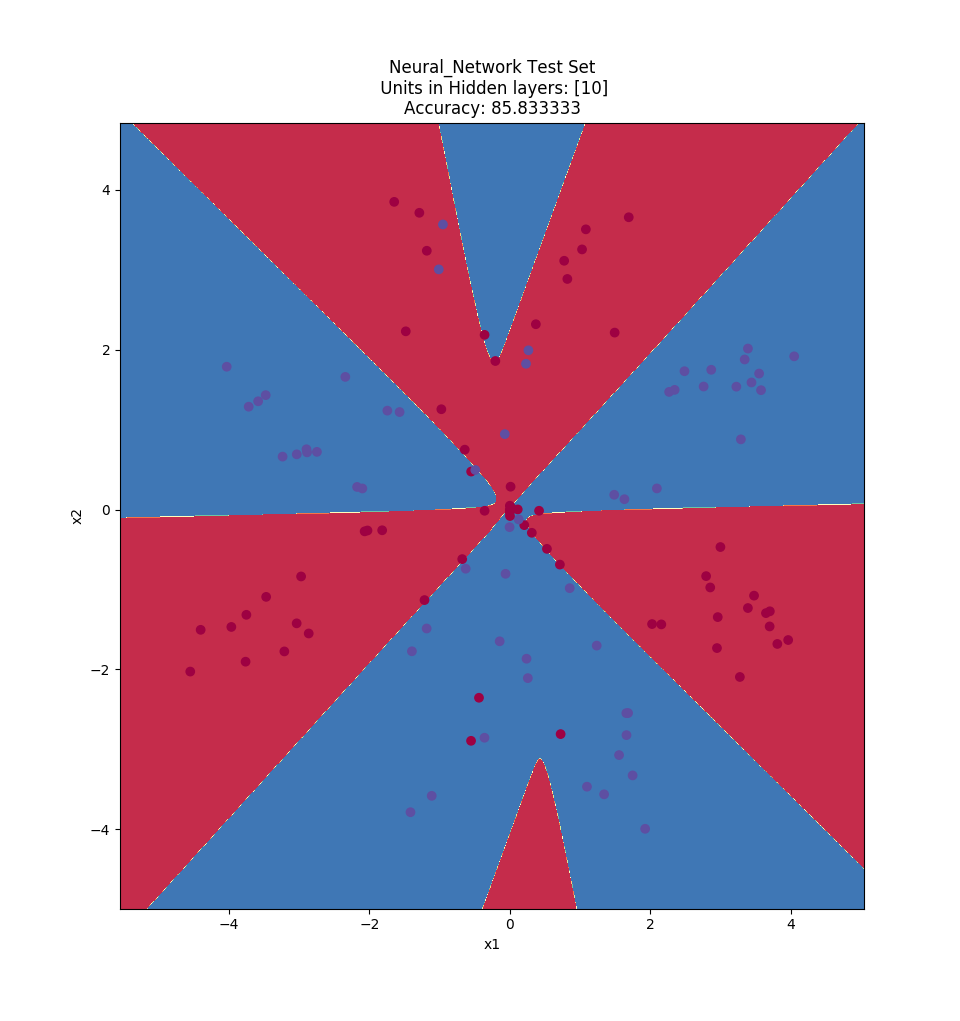 Neural_Network Test Set
Units in Hidden layers: [10]
Accuracy: 85.833333
4
2
0
−2
−4
x2
−4
−2
0
2
4
x1